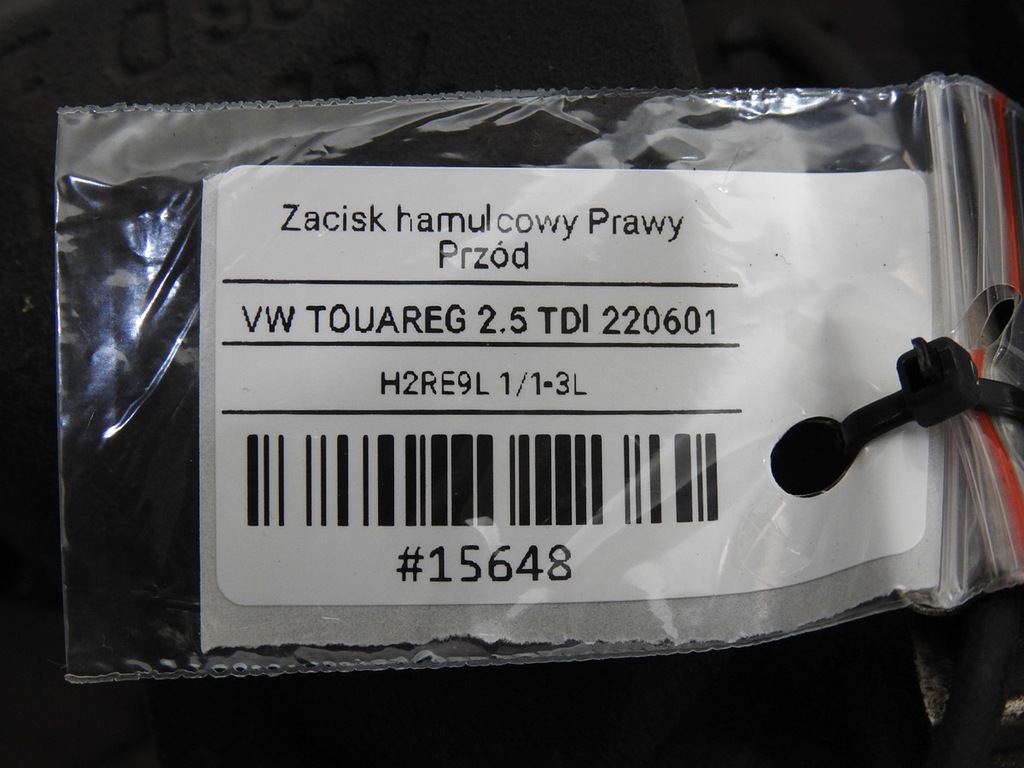 Zacisk hamulcowy Prawy
Przód
VW TOUAREG 2.5 TDI 220601
H2RE9L 1/1-3L
#15648